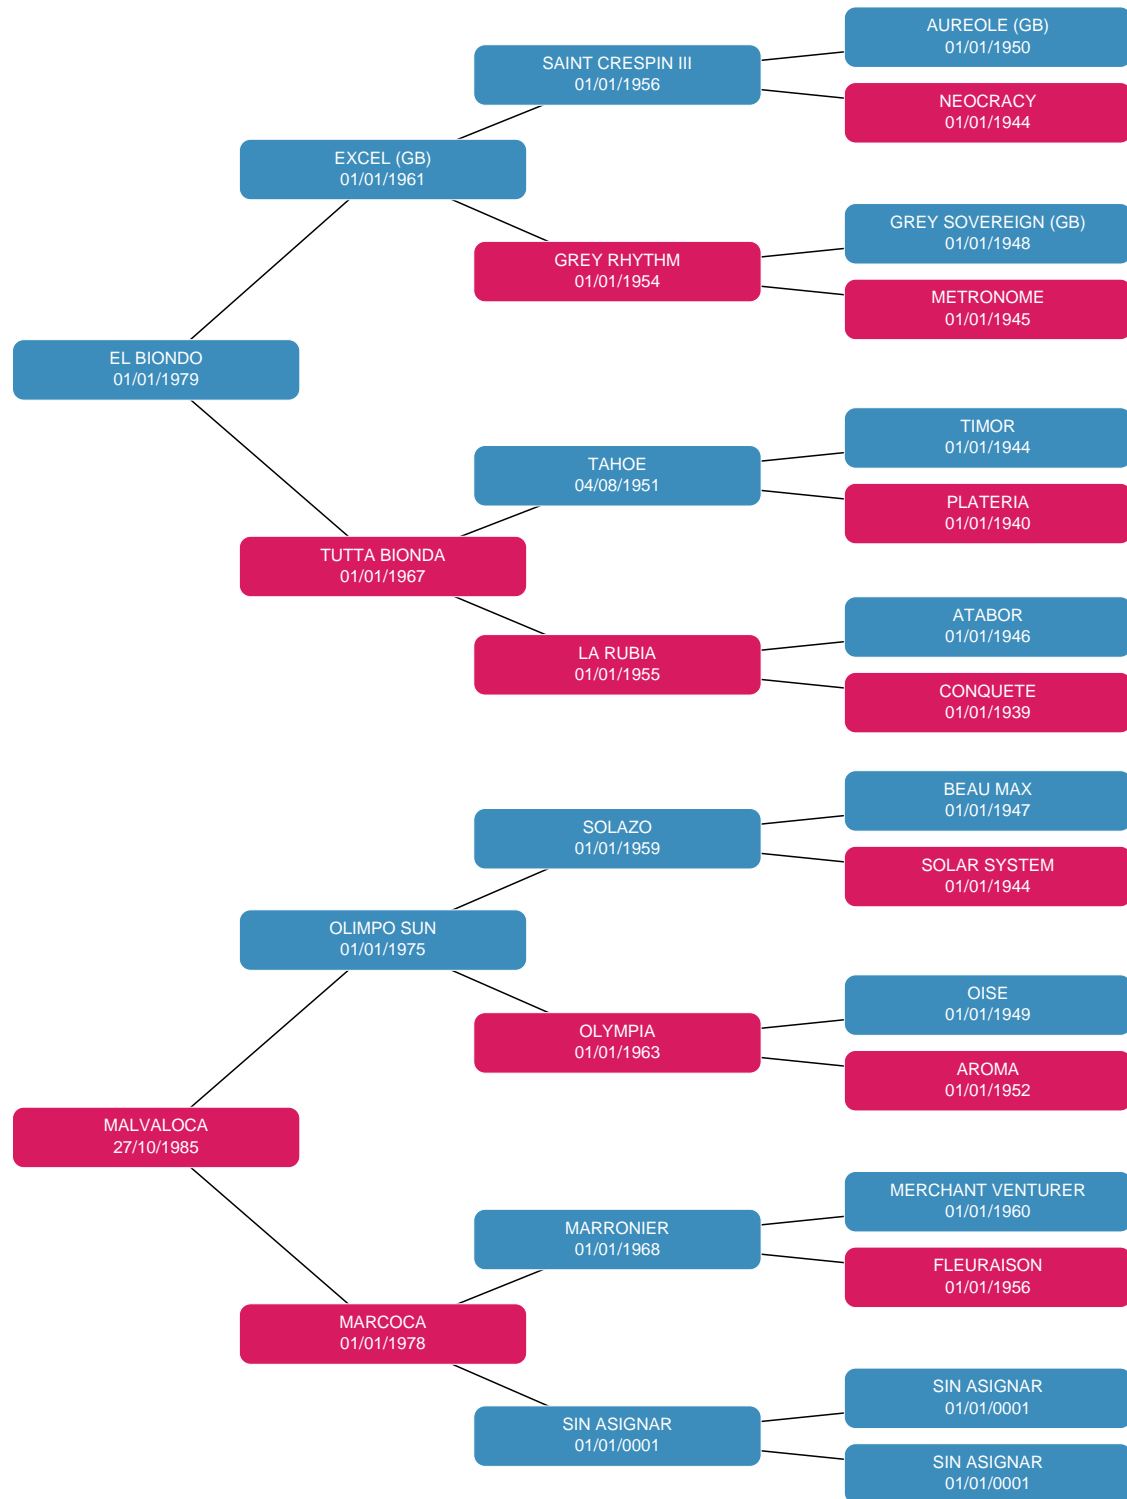 AUREOLE (GB)
01/01/1950
SAINT CRESPIN III
01/01/1956
NEOCRACY
01/01/1944
EXCEL (GB)
01/01/1961
GREY SOVEREIGN (GB)
01/01/1948
GREY RHYTHM
01/01/1954
METRONOME
01/01/1945
EL BIONDO
01/01/1979
TIMOR
01/01/1944
TAHOE
04/08/1951
PLATERIA
01/01/1940
TUTTA BIONDA
01/01/1967
ATABOR
01/01/1946
LA RUBIA
01/01/1955
CONQUETE
01/01/1939
BEAU MAX
01/01/1947
SOLAZO
01/01/1959
SOLAR SYSTEM
01/01/1944
OLIMPO SUN
01/01/1975
OISE
01/01/1949
OLYMPIA
01/01/1963
AROMA
01/01/1952
MALVALOCA
27/10/1985
MERCHANT VENTURER
01/01/1960
MARRONIER
01/01/1968
FLEURAISON
01/01/1956
MARCOCA
01/01/1978
SIN ASIGNAR
01/01/0001
SIN ASIGNAR
01/01/0001
SIN ASIGNAR
01/01/0001